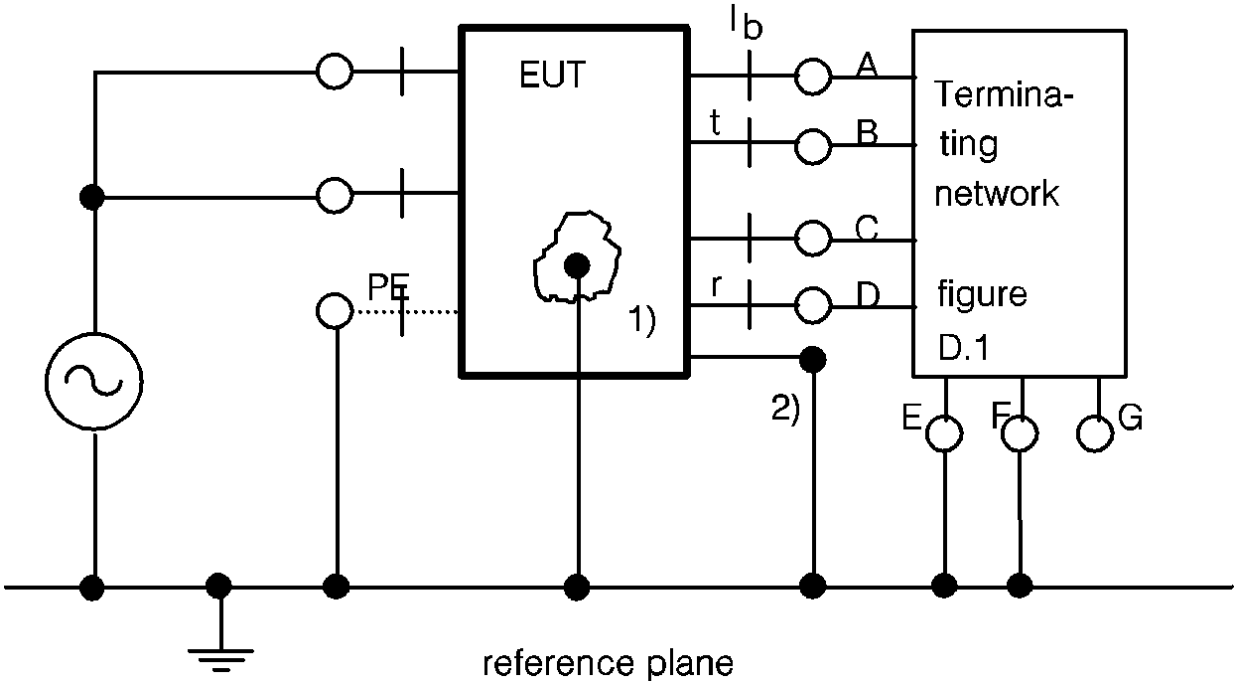 I b
EUT
A
t
B
Termina-
ting
network
C
PE
r
D
figure
1)
D.1
2)
E
F
G
reference plane